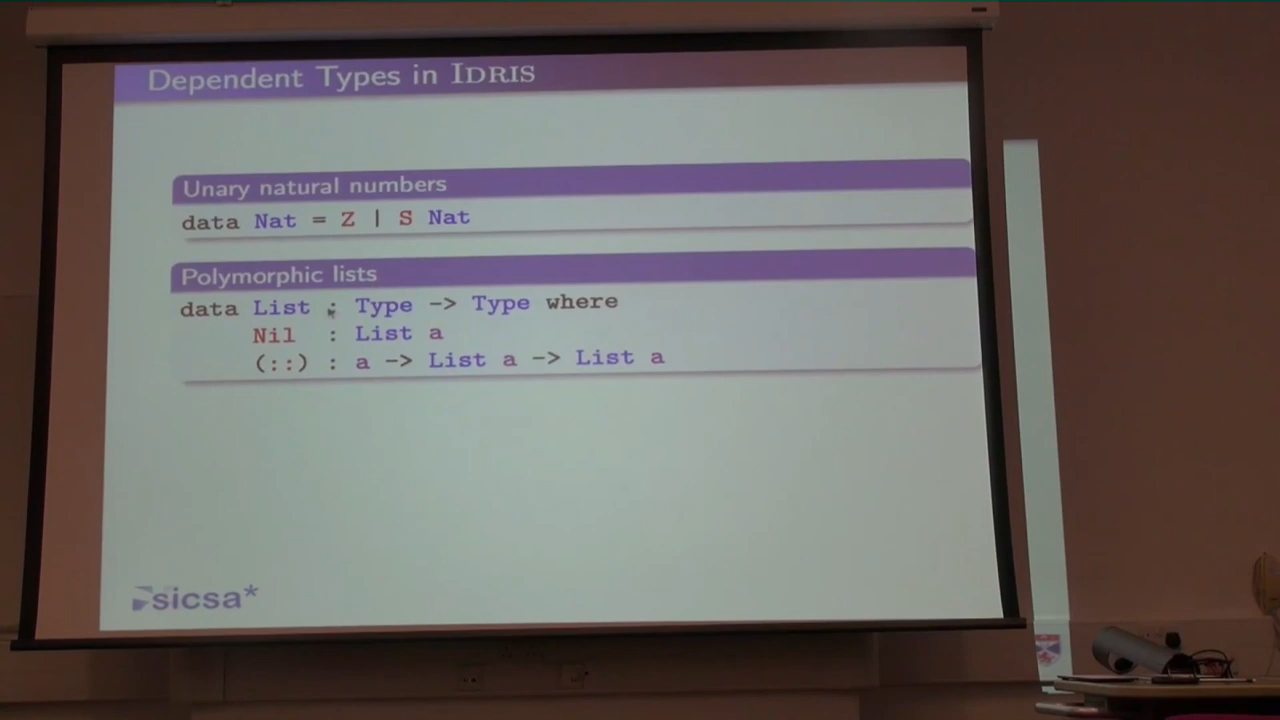 Dependent Types in IDRIS
Unary natural numbers
data Nat = Z | S Nat
Polymorphic lists
data List : Type -> Type where
Nil : List a
(::) : a -> List a -> List a
sicsa*